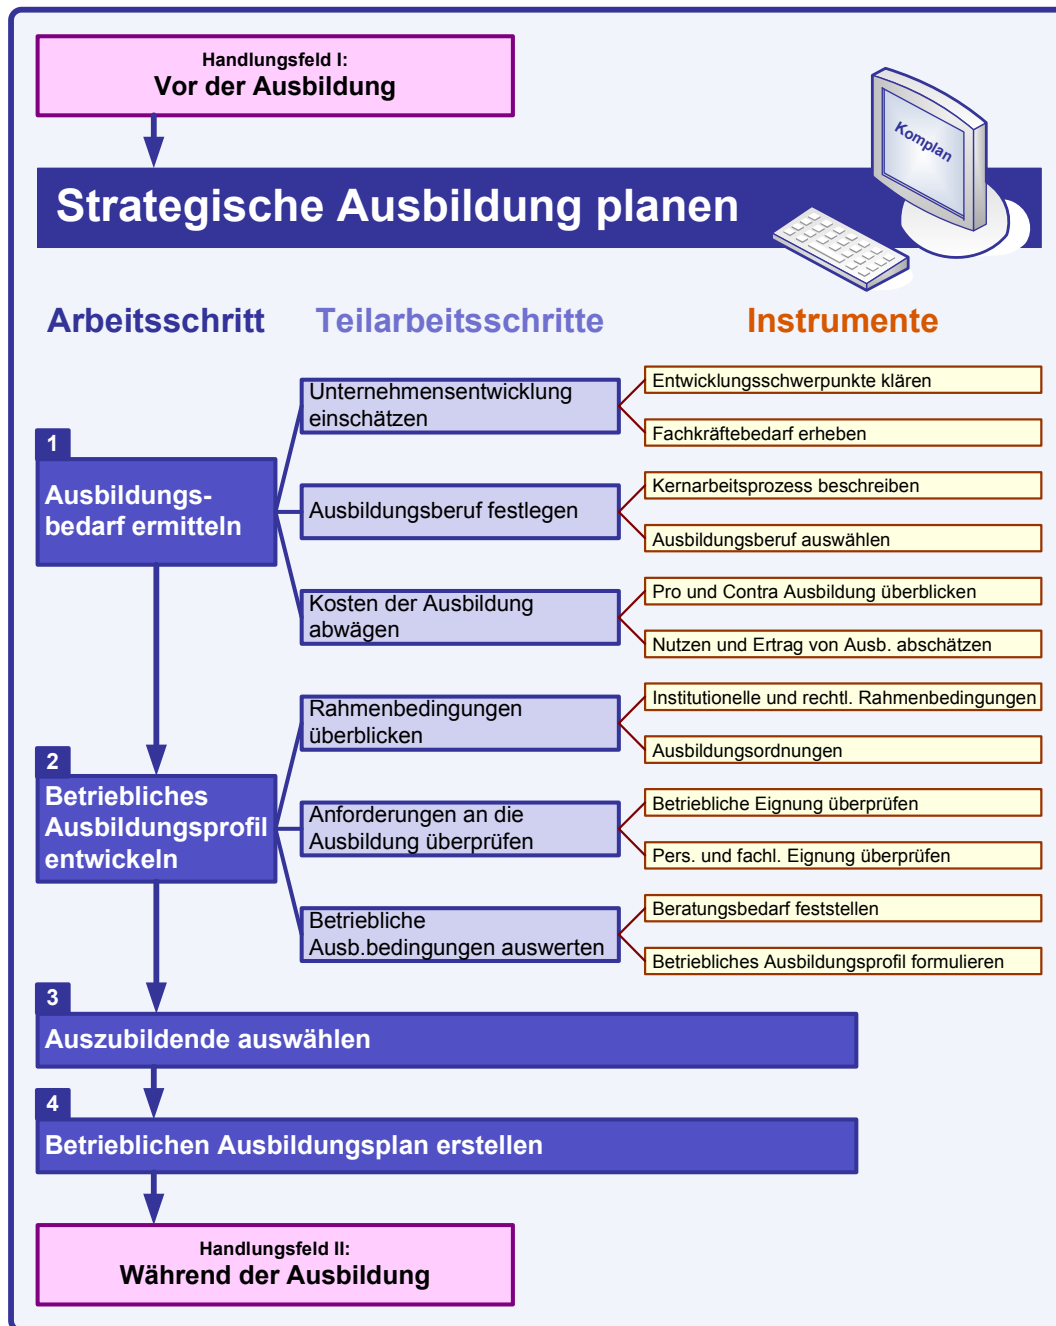 Handlungsfeld I:
Vor der Ausbildung
Komplan
Strategische Ausbildung planen
Arbeitsschritt
Teilarbeitsschritte
Instrumente
1
Ausbildungs-
bedarf ermitteln
Unternehmensentwicklung
einschätzen
Entwicklungsschwerpunkte klären
Fachkräftebedarf erheben
Ausbildungsberuf festlegen
Kernarbeitsprozess beschreiben
Ausbildungsberuf auswählen
Kosten der Ausbildung
abwägen
Pro und Contra Ausbildung überblicken
Nutzen und Ertrag von Ausb. abschätzen
2
Betriebliches
Ausbildungsprofil
entwickeln
Rahmenbedingungen
überblicken
Institutionelle und rechtl. Rahmenbedingungen
Ausbildungsordnungen
Anforderungen an die
Ausbildung überprüfen
Betriebliche Eignung überprüfen
Pers. und fachl. Eignung überprüfen
Betriebliche
Ausb.bedingungen auswerten
Beratungsbedarf feststellen
Betriebliches Ausbildungsprofil formulieren
3
Auszubildende auswählen
4
Betrieblichen Ausbildungsplan erstellen
Handlungsfeld II:
Während der Ausbildung